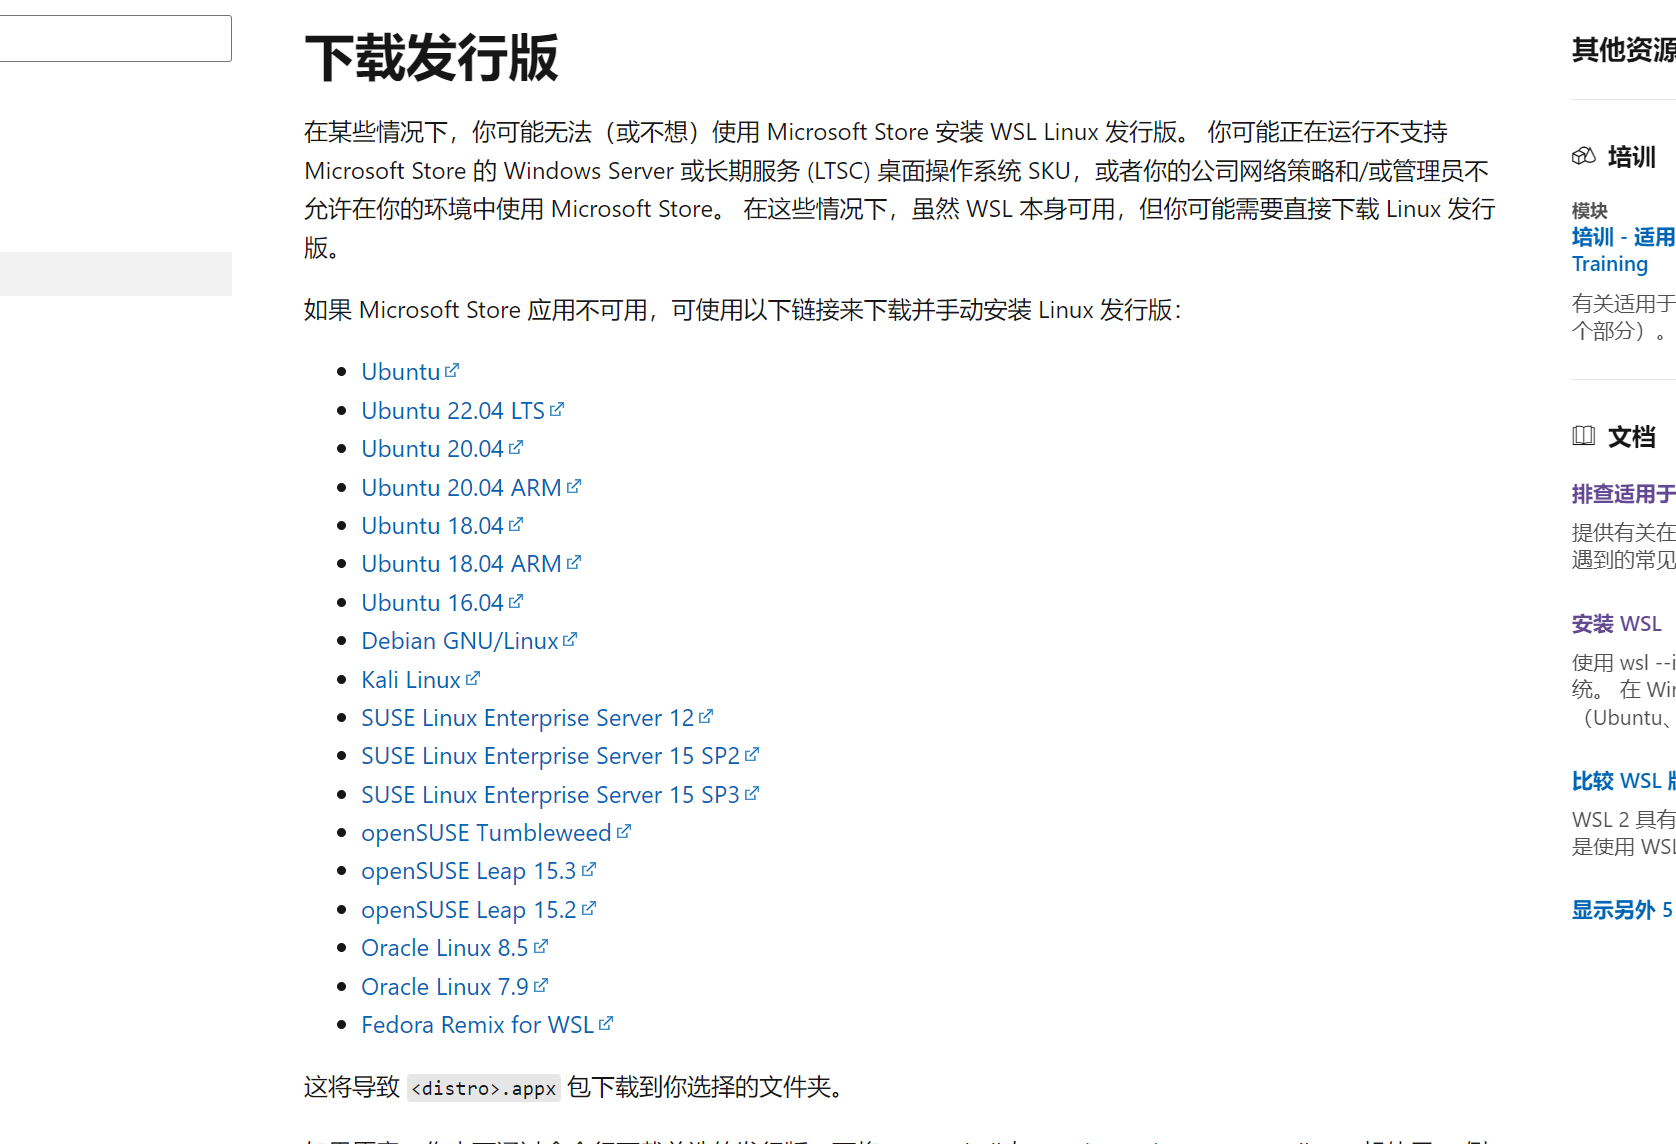 下载发行版
在某些情况下，你可能无法（或不想）使用 Microsoft Store 安装 WSL Linux 发行版。 你可能正在运行不支持
Microsoft Store 的 Windows Server 或长期服务 (LTSC) 桌面操作系统 SKU，或者你的公司网络策略和/或管理员不
允许在你的环境中使用 Microsoft Store。 在这些情况下，虽然 WSL 本身可用，但你可能需要直接下载 Linux 发行
版。
如果 Microsoft Store 应用不可用，可使用以下链接来下载并手动安装 Linux 发行版：
Ubuntu
Ubuntu 22.04 LTS
Ubuntu 20.04
Ubuntu 20.04 ARM
Ubuntu 18.04
Ubuntu 18.04 ARM
Ubuntu 16.04
Debian GNU/Linux
Kali Linux
SUSE Linux Enterprise Server 12
SUSE Linux Enterprise Server 15 SP2
SUSE Linux Enterprise Server 15 SP3
openSUSE Tumbleweed
openSUSE Leap 15.3
openSUSE Leap 15.2
Oracle Linux 8.5
Oracle Linux 7.9
Fedora Remix for WSL
这将导致 <distro>.appx 包下载到你选择的文件夹。
其他资源
培训
模块
培训 - 适用
Training
有关适用于
个部分）。
文档
排查适用于
提供有关在
遇到的常见
安装 WSL
使用 wsl --i
统。 在 Win
（Ubuntu、
比较 WSL
WSL 2 具有
是使用 WSL
显示另外 5